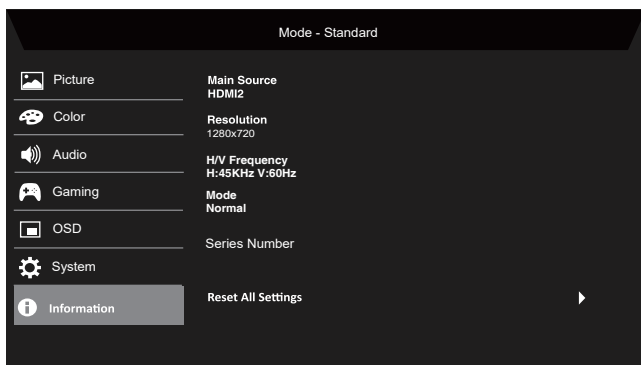 Mode - Standard
Picture
Color
Audio
Gaming
OSD
System
Information
Main Source
HDMI2
Resolution
1280x720
H/V Frequency
H:45KHz V:60Hz
Mode
Normal
Series Number
Reset All Settings